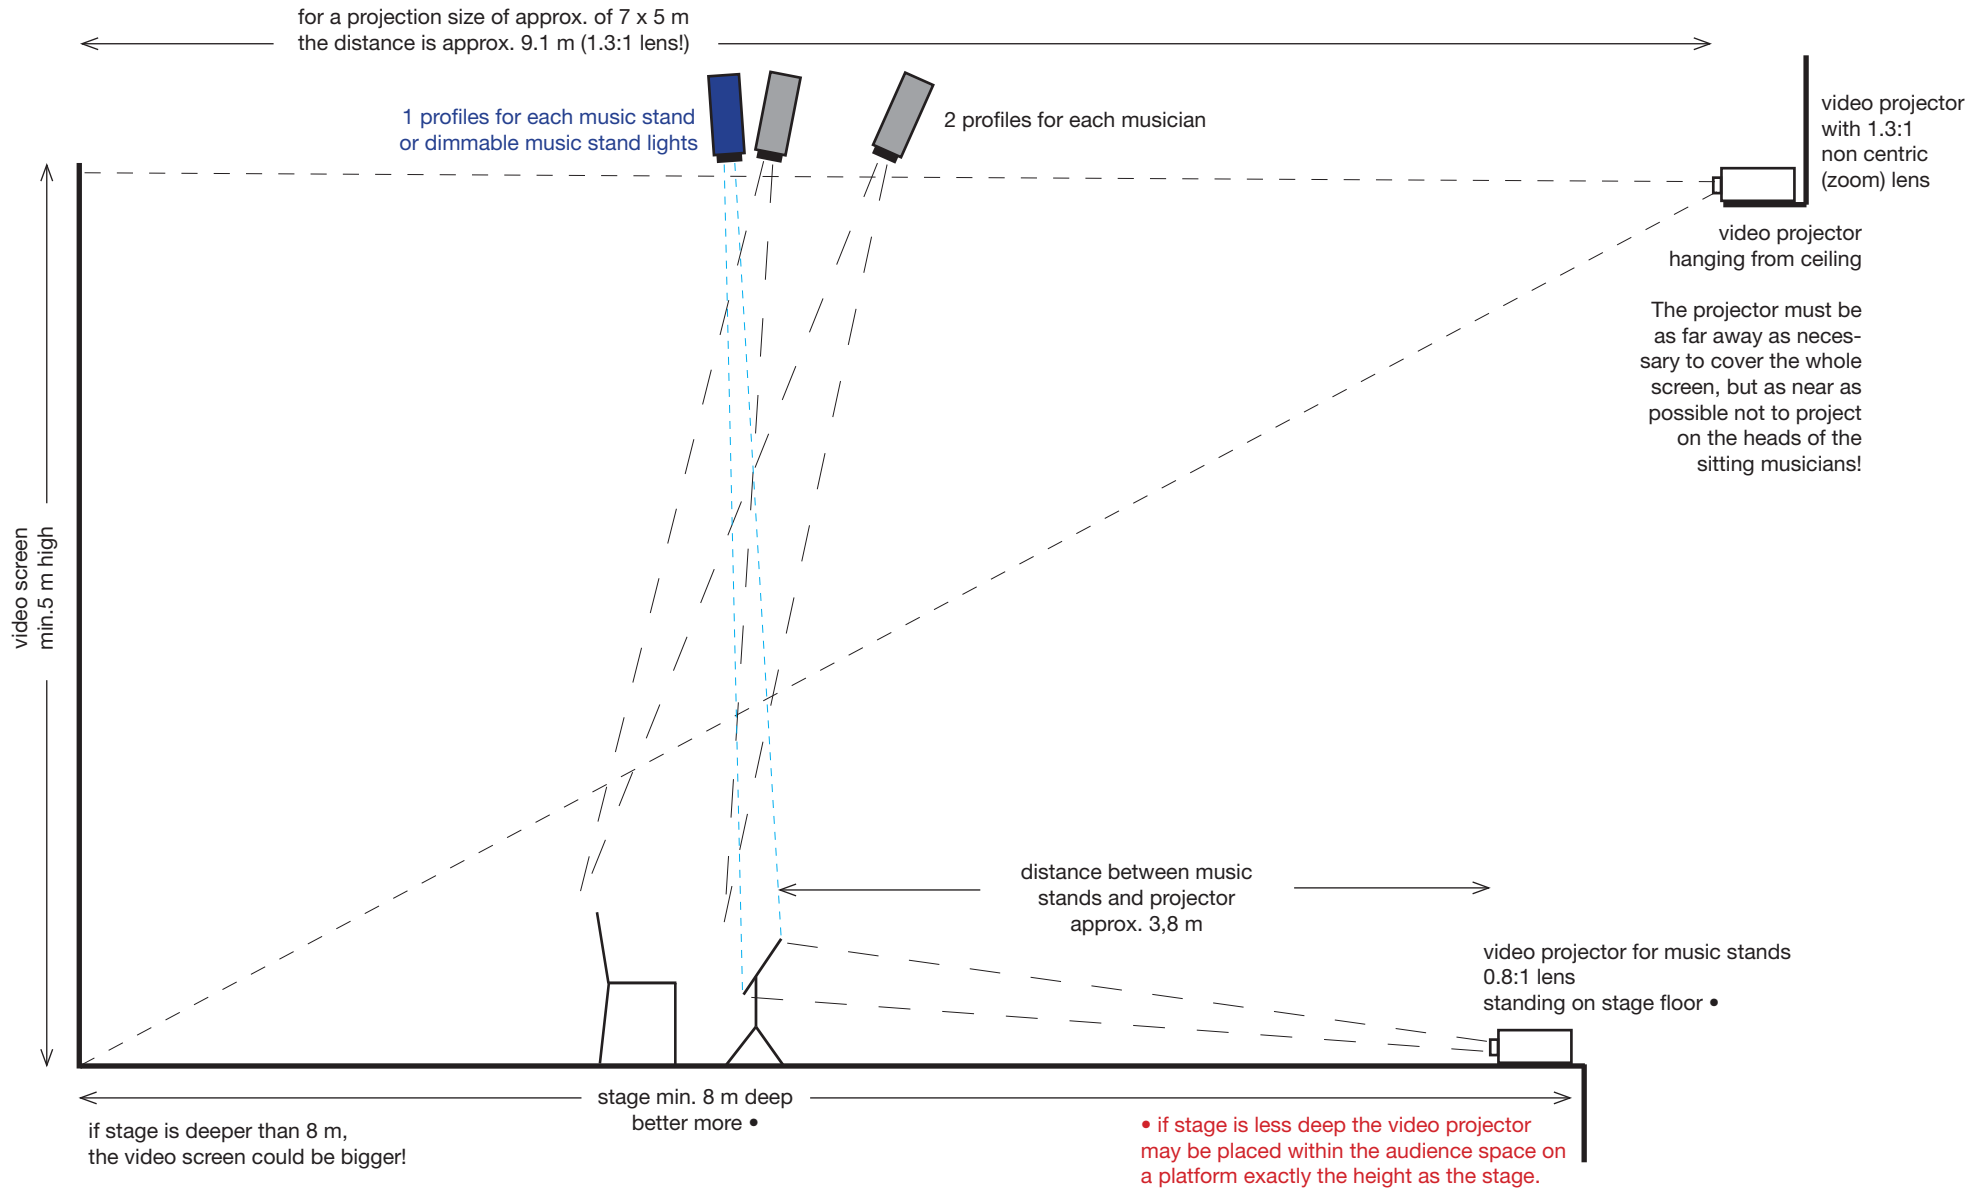 for a projection size of approx. of 7 x 5 m
the distance is approx. 9.1 m (1.3:1 lens!)
1 profiles for each music stand
or dimmable music stand lights
2 profiles for each musician
video projector
with 1.3:1
non centric
(zoom) lens
video projector
hanging from ceiling
The projector must be
as far away as neces-
sary to cover the whole
screen, but as near as
possible not to project
on the heads of the
sitting musicians!
video screen
min.5 m high
distance between music
stands and projector
approx. 3,8 m
video projector for music stands
0.8:1 lens
standing on stage floor •
stage min. 8 m deep
better more •
if stage is deeper than 8 m,
the video screen could be bigger!
• if stage is less deep the video projector
may be placed within the audience space on
a platform exactly the height as the stage.